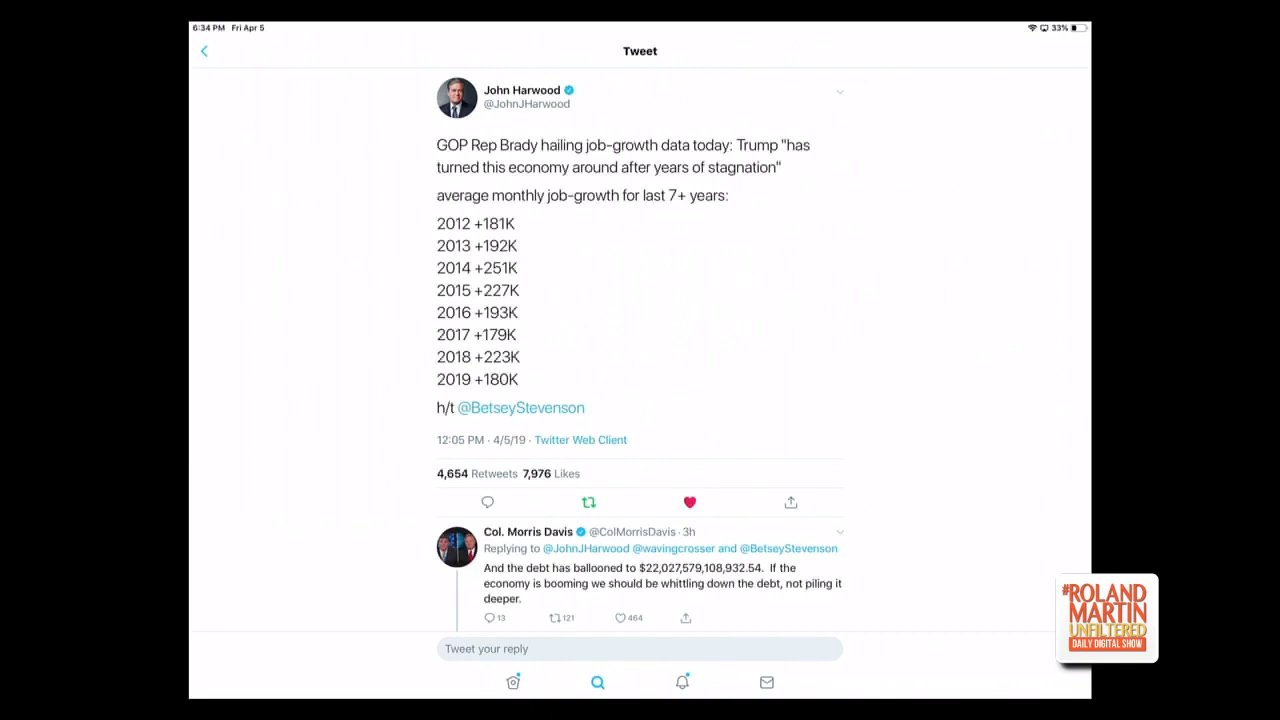 6:34 PM Fri Apr 5
33%
Tweet
John Harwood
@JohnJHarwood
GOP Rep Brady hailing job-growth data today: Trump "has
turned this economy around after years of stagnation"
average monthly job-growth for last 7+ years:
2012 +181K
2013 +192K
2014 +251K
2015 +227K
2016 +193K
2017 +179K
2018 +223K
2019 +180K
h/t @BetseyStevenson
12:05 PM · 4/5/19 · Twitter Web Client
4,654 Retweets 7,976 Likes
Col. Morris Davis @ColMorrisDavis · 3h
Replying to @JohnJHarwood @wavingcrosser and @BetseyStevenson
And the debt has ballooned to $22,027,579,108,932.54. If the
economy is booming we should be whittling down the debt, not piling it
deeper.
13 121 464
Tweet your reply
#ROLAND
MARTIN
UNFILTERED
DAILY DIGITAL SHOW